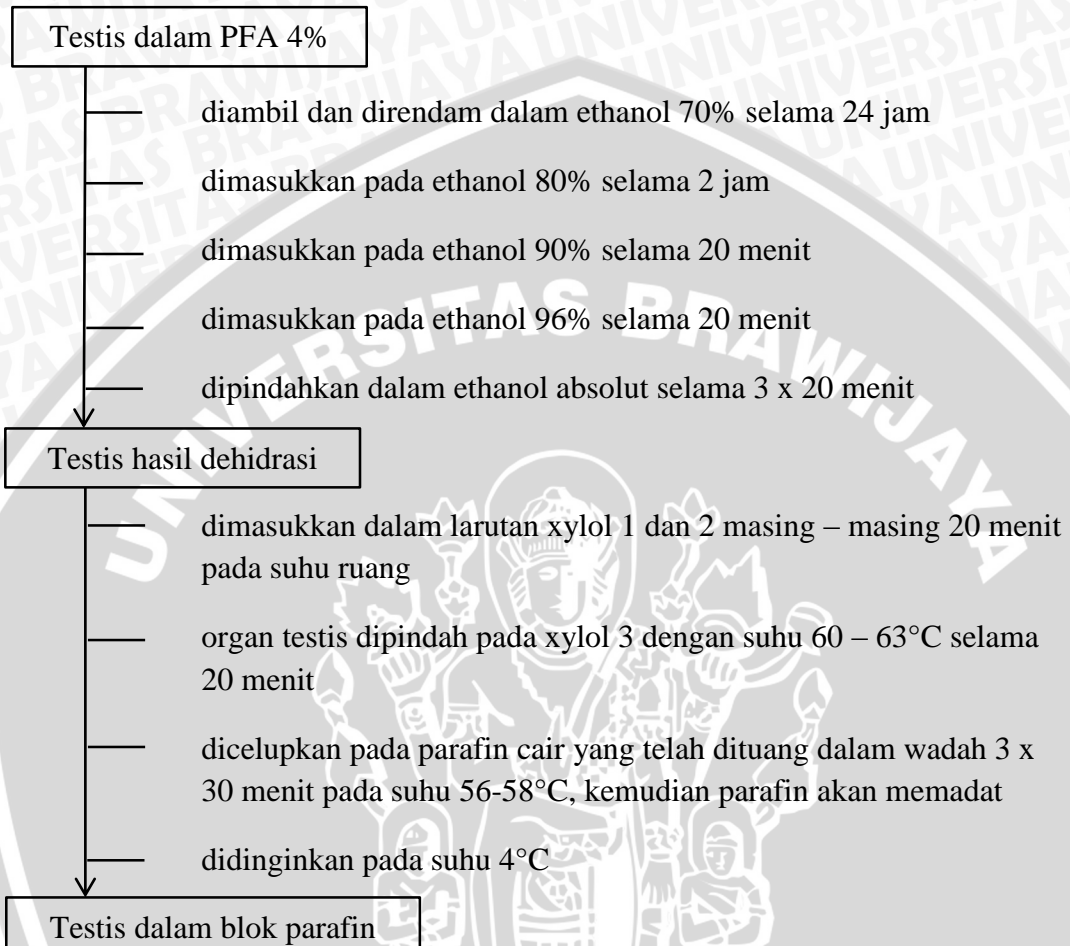 Testis dalam PFA 4%
diambil dan direndam dalam ethanol 70% selama 24 jam
dimasukkan pada ethanol 80% selama 2 jam
dimasukkan pada ethanol 90% selama 20 menit
dimasukkan pada ethanol 96% selama 20 menit
dipindahkan dalam ethanol absolut selama 3 x 20 menit
UNIVERSITAS BRAWIJAYA
Testis hasil dehidrasi
dimasukkan dalam larutan xylol 1 dan 2 masing – masing 20 menit
pada suhu ruang
organ testis dipindah pada xylol 3 dengan suhu 60 – 63°C selama
20 menit
dicelupkan pada parafin cair yang telah dituang dalam wadah 3 x
30 menit pada suhu 56-58°C, kemudian parafin akan memadat
didinginkan pada suhu 4°C
Testis dalam blok parafin